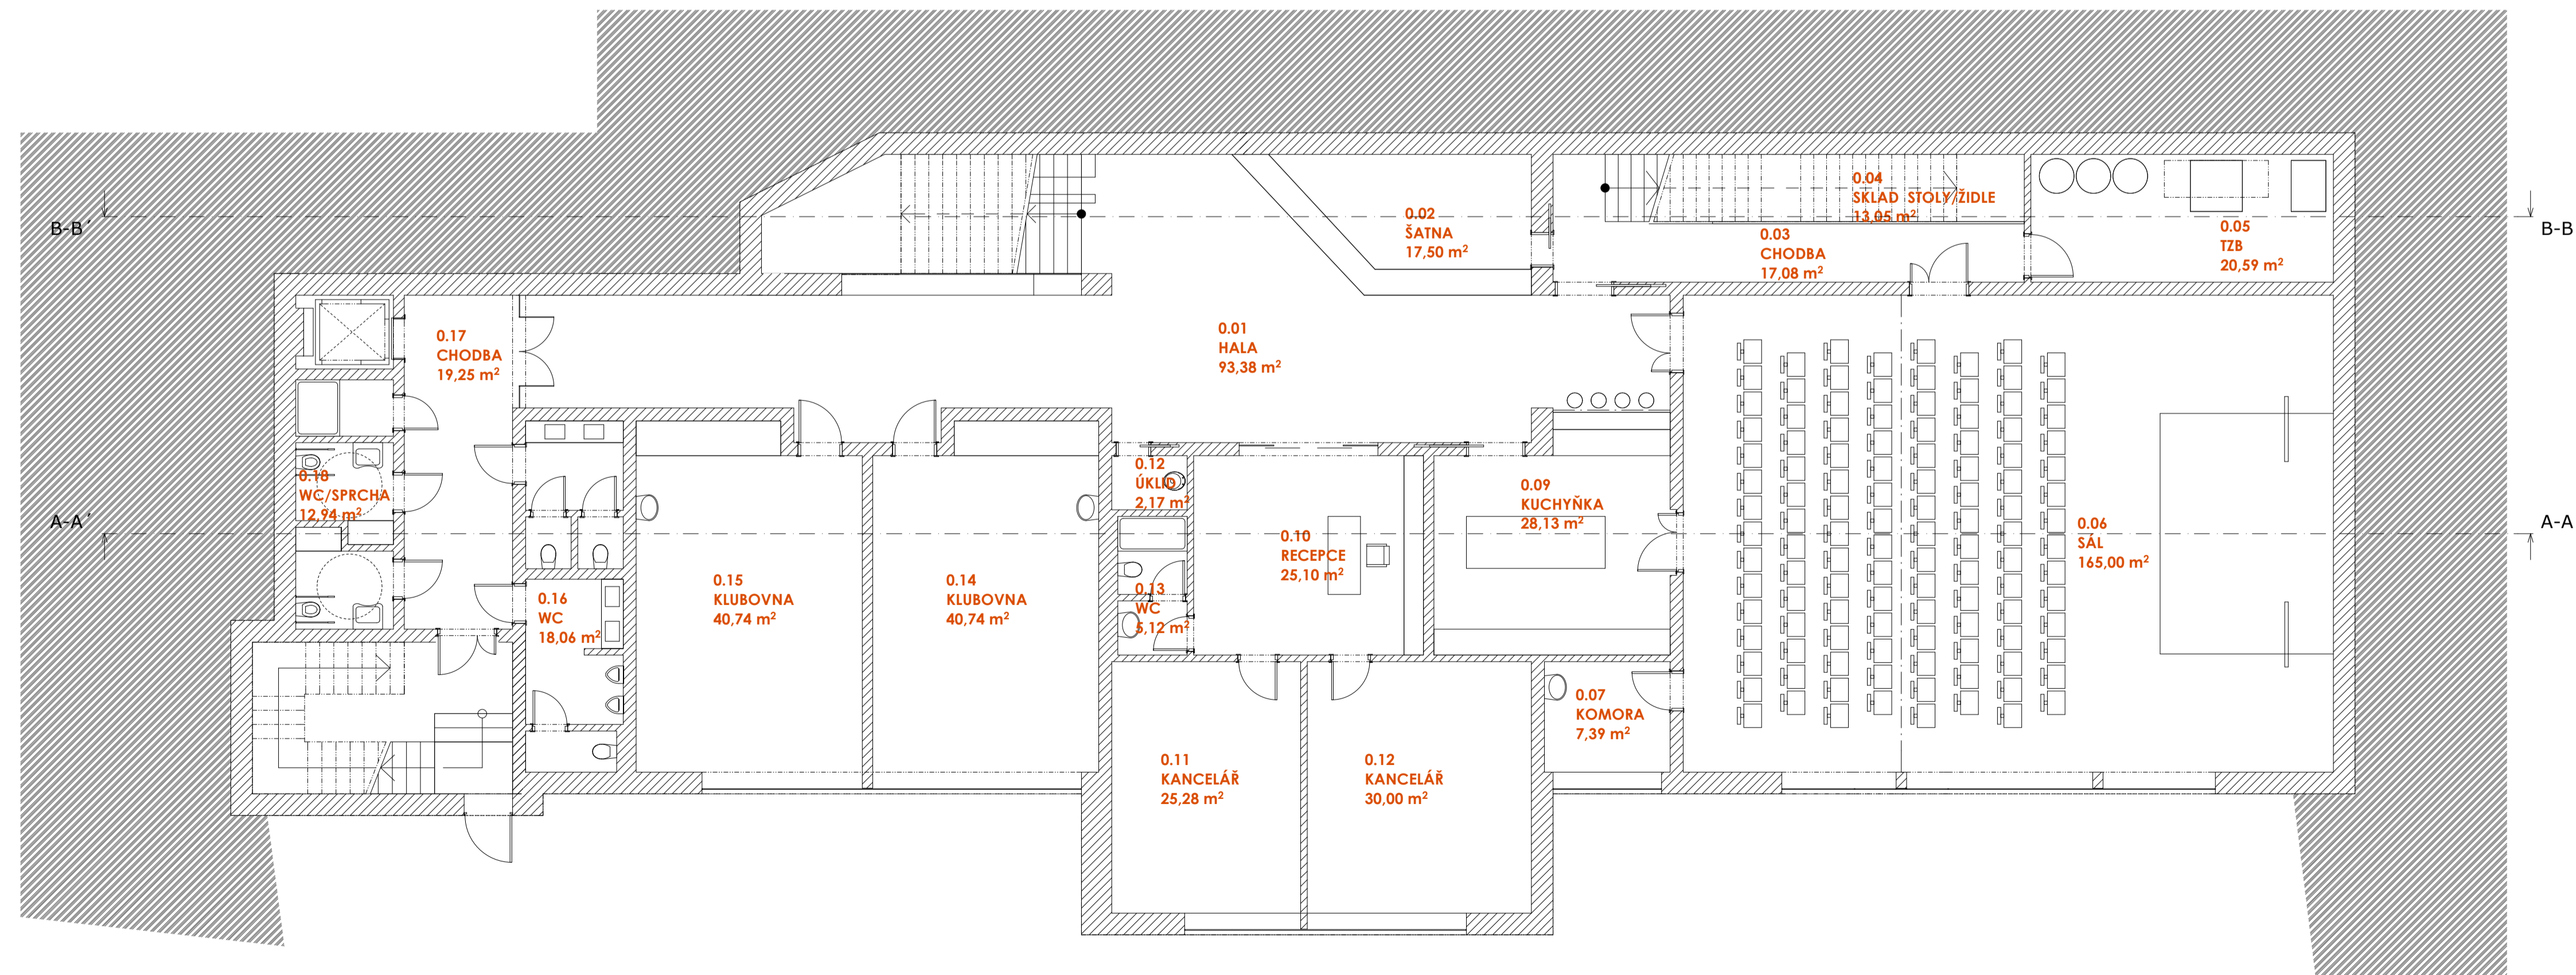 B-B´
B-B
A-A´
A-A
0.04
SKLAD STOLY/ŽIDLE
13,05 m²
0.02
ŠATNA
17,50 m²
0.03
CHODBA
17,08 m²
0.05
TZB
20,59 m²
0.17
CHODBA
19,25 m²
0.01
HALA
93,38 m²
0.18
WC/SPRCHA
12,94 m²
0.12
ÚKLID
2,17 m²
0.09
KUCHYŇKA
28,13 m²
0.10
RECEPCE
25,10 m²
0.06
SÁL
165,00 m²
0.16
WC
18,06 m²
0.15
KLUBOVNA
40,74 m²
0.14
KLUBOVNA
40,74 m²
0.13
WC
5,12 m²
0.07
KOMORA
7,39 m²
0.11
KANCELÁŘ
25,28 m²
0.12
KANCELÁŘ
30,00 m²